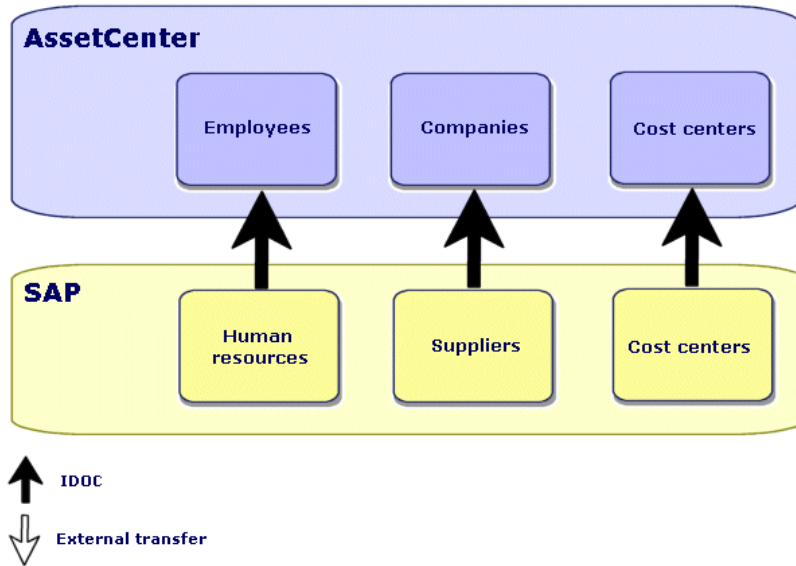 AssetCenter
Employees
Companies
Cost centers
SAP
Human
resources
Suppliers
Cost centers
IDOC
External transfer